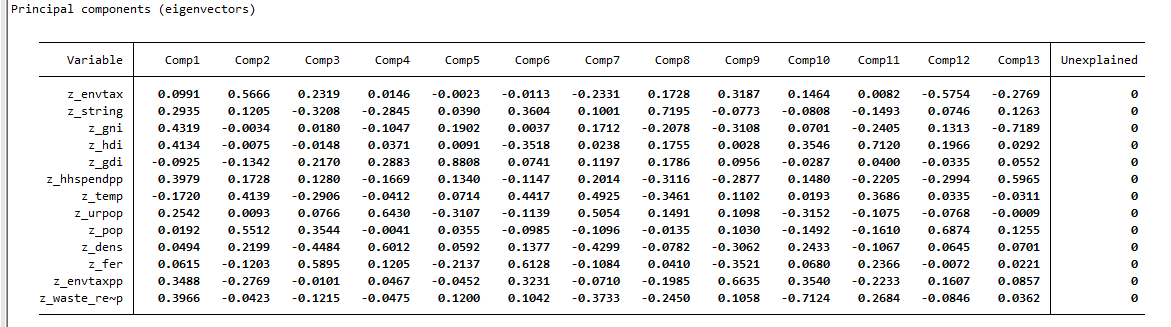 Principal components (eigenvectors)
Variable Comp1 Comp2 Comp3 Comp4 Comp5 Comp6 Comp7 Comp8 Comp9 Comp10 Comp11 Comp12 Comp13 Unexplained
z_envtax 0.0991 0.5666 0.2319 0.0146 -0.0023 -0.0113 -0.2331 0.1728 0.3187 0.1464 0.0082 -0.5754 -0.2769 0
z_string 0.2935 0.1205 -0.3208 -0.2845 0.0390 0.3604 0.1001 0.7195 -0.0773 -0.0808 -0.1493 0.0746 0.1263 0
z_gni 0.4319 -0.0034 0.0180 -0.1047 0.1902 0.0037 0.1712 -0.2078 -0.3108 0.0701 -0.2405 0.1313 -0.7189 0
z_hdi 0.4134 -0.0075 -0.0148 0.0371 0.0091 -0.3518 0.0238 0.1755 0.0028 0.3546 0.7120 0.1966 0.0292 0
z_gdi -0.0925 -0.1342 0.2170 0.2883 0.8808 0.0741 0.1197 0.1786 0.0956 -0.0287 0.0400 -0.0335 0.0552 0
z_hhspendpp 0.3979 0.1728 0.1280 -0.1669 0.1340 -0.1147 0.2014 -0.3116 -0.2877 0.1480 -0.2205 -0.2994 0.5965 0
z_temp -0.1720 0.4139 -0.2906 -0.0412 0.0714 0.4417 0.4925 -0.3461 0.1102 0.0193 0.3686 0.0335 -0.0311 0
z_urpop 0.2542 0.0093 0.0766 0.6430 -0.3107 -0.1139 0.5054 0.1491 0.1098 -0.3152 -0.1075 -0.0768 -0.0009 0
z_pop 0.0192 0.5512 0.3544 -0.0041 0.0355 -0.0985 -0.1096 -0.0135 0.1030 -0.1492 -0.1610 0.6874 0.1255 0
z_dens 0.0494 0.2199 -0.4484 0.6012 0.0592 0.1377 -0.4299 -0.0782 -0.3062 0.2433 -0.1067 0.0645 0.0701 0
z_fer 0.0615 -0.1203 0.5895 0.1205 -0.2137 0.6128 -0.1084 0.0410 -0.3521 0.0680 0.2366 -0.0072 0.0221 0
z_envtaxpp 0.3488 -0.2769 -0.0101 0.0467 -0.0452 0.3231 -0.0710 -0.1985 0.6635 0.3540 -0.2233 0.1607 0.0857 0
z_waste_re~p 0.3966 -0.0423 -0.1215 -0.0475 0.1200 0.1042 -0.3733 -0.2450 0.1058 -0.7124 0.2684 -0.0846 0.0362 0